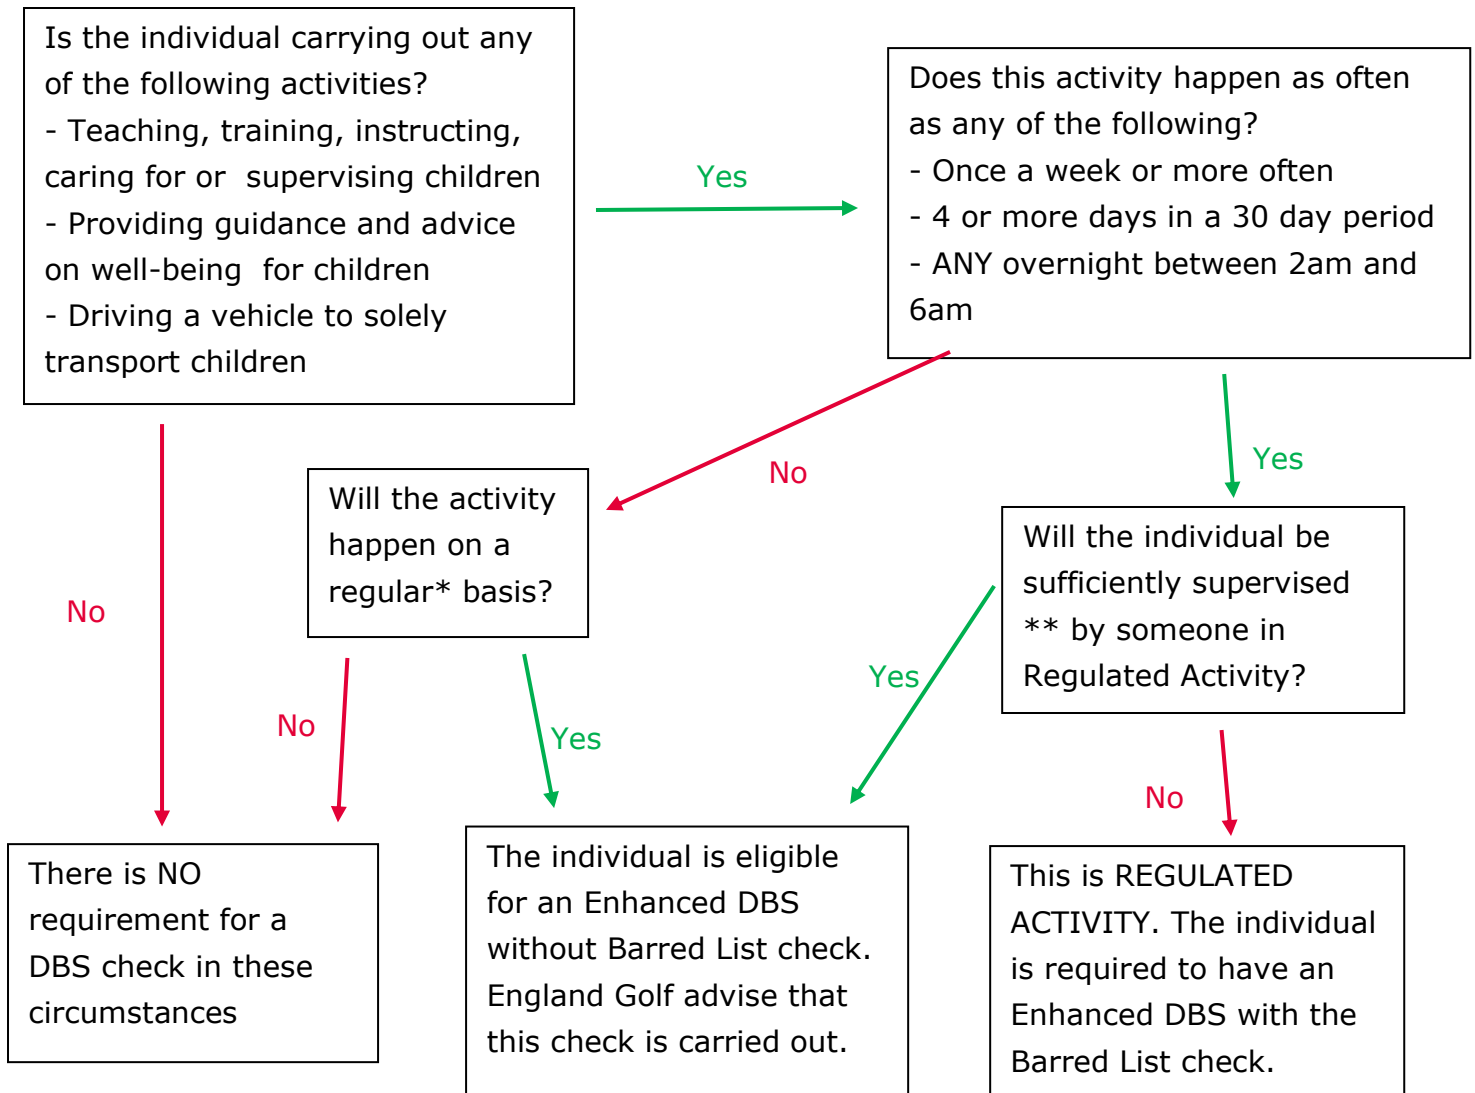 Is the individual carrying out any
of the following activities?
- Teaching, training, instructing,
caring for or supervising children
- Providing guidance and advice
on well-being for children
- Driving a vehicle to solely
transport children
Yes
Does this activity happen as often
as any of the following?
- Once a week or more often
- 4 or more days in a 30 day period
- ANY overnight between 2am and
6am
No
No
Yes
Will the activity
happen on a
regular* basis?
Will the individual be
sufficiently supervised
** by someone in
Regulated Activity?
No
Yes
Yes
No
There is NO
requirement for a
DBS check in these
circumstances
The individual is eligible
for an Enhanced DBS
without Barred List check.
England Golf advise that
this check is carried out.
This is REGULATED
ACTIVITY. The individual
is required to have an
Enhanced DBS with the
Barred List check.